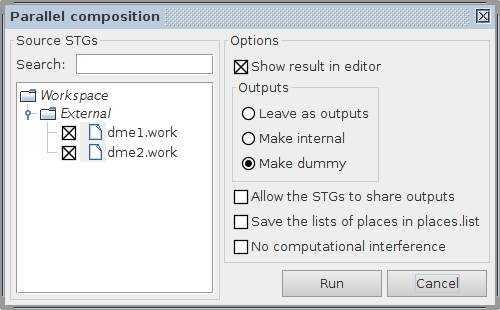 Parallel composition
Source STGs
Search:
Workspace
External
dme1.work
dme2.work
Options
Show result in editor
Outputs
Leave as outputs
Make internal
Make dummy
Allow the STGs to share outputs
Save the lists of places in places.list
No computational interference
Run
Cancel